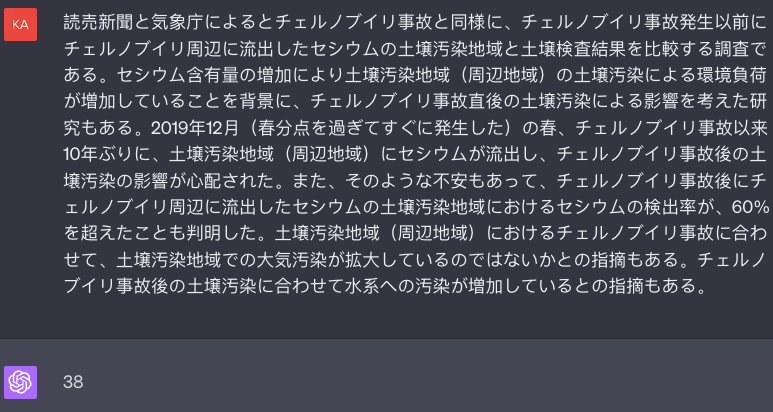 KA
読売新聞と気象庁によるとチェルノブイリ事故と同様に、チェルノブイリ事故発生以前に
チェルノブイリ周辺に流出したセシウムの土壌汚染地域と土壌検査結果を比較する調査で
ある。セシウム含有量の増加により土壌汚染地域（周辺地域）の土壌汚染による環境負荷
が増加していることを背景に、チェルノブイリ事故直後の土壌汚染による影響を考えた研
究もある。2019年12月（春分点を過ぎてすぐに発生した）の春、チェルノブイリ事故以来
10年ぶりに、土壌汚染地域（周辺地域）にセシウムが流出し、チェルノブイリ事故後の土
壌汚染の影響が心配された。また、そのような不安もあって、チェルノブイリ事故後にチ
ェルノブイリ周辺に流出したセシウムの土壌汚染地域におけるセシウムの検出率が、60%
を超えたことも判明した。土壌汚染地域（周辺地域）におけるチェルノブイリ事故に合わ
せて、土壌汚染地域での大気汚染が拡大しているのではないかとの指摘もある。チェルノ
ブイリ事故後の土壌汚染に合わせて水系への汚染が増加しているとの指摘もある。
38